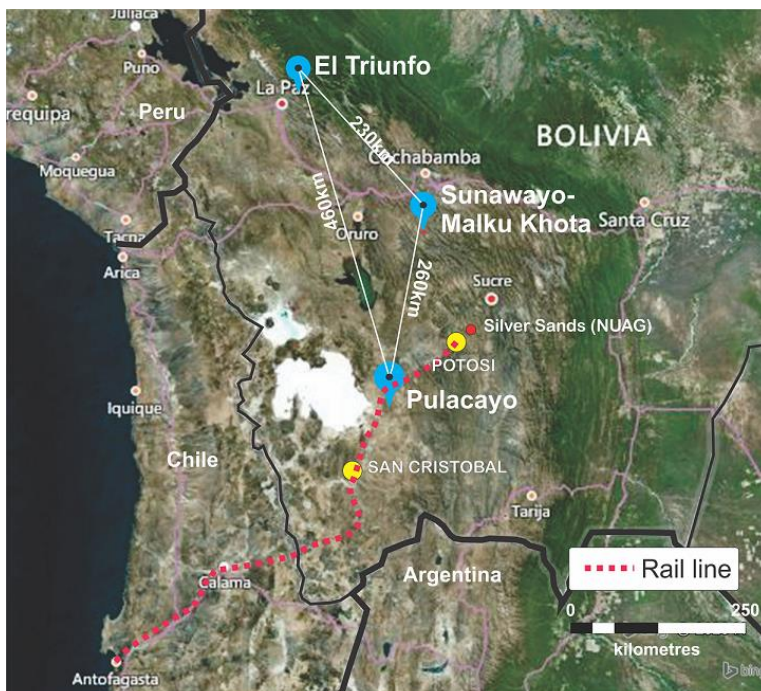 Juliaca
Puno
El Triunfo
La Paz
requipa
Peru
230km
BOLIVIA
Cochabamba
Moquegua
Sunawayo-
Malku Khota
Santa Cruz
460km
Oruro
Tacna
Arica
260km
Sucre
Silver Sands (NUAG)
POTOSI
Pulacayo
Iquique
Chile
SAN CRISTOBAL
Tarija
Argentina
Rail line
Calama
0 250
kilometres
Antofagasta
bing